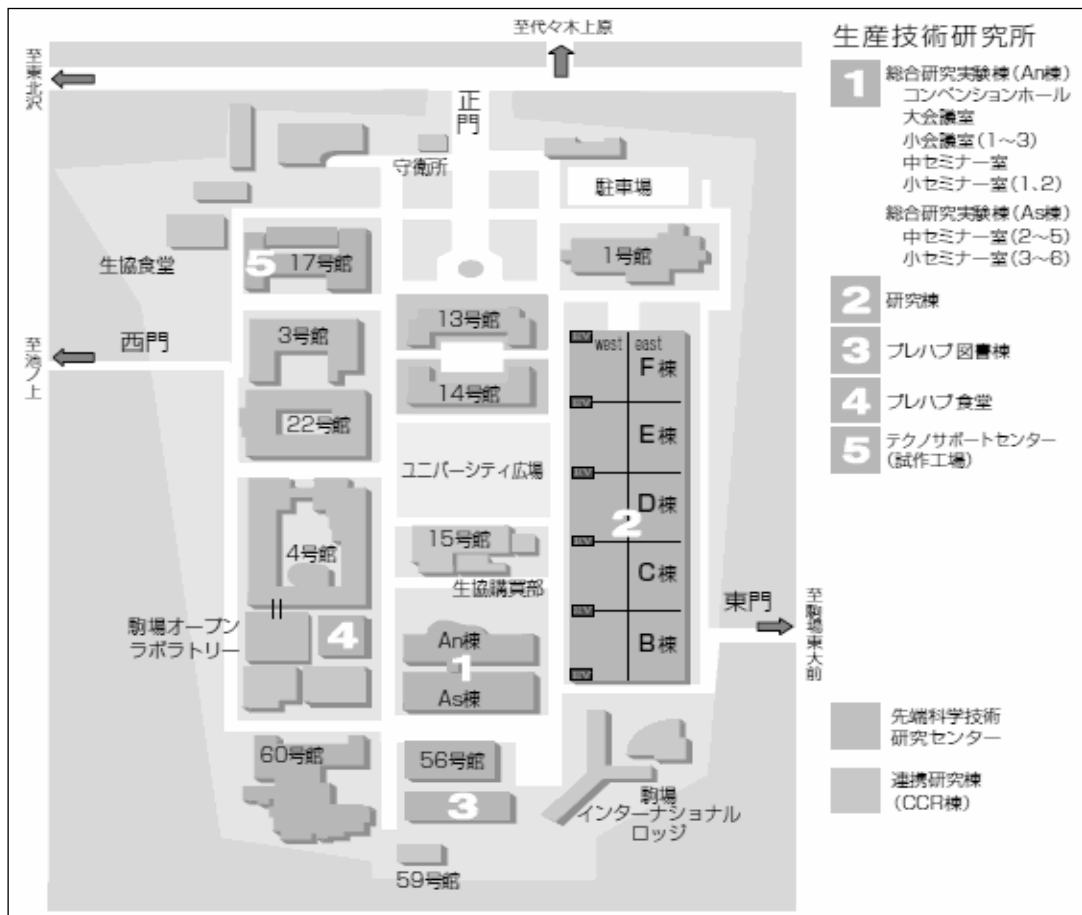 至代々木上原
至東北沢
正門
守衛所
駐車場
生協食堂
5
17号館
1号館
西門
至池ノ上
3号館
13号館
14号館
22号館
west
east
F棟
E棟
D棟
2
C棟
B棟
ユニバーシティ広場
15号館
生協購買部
4号館
駒場オープン
ラボラトリー
4
An棟
1
As棟
東門
至駒場東大前
60号館
56号館
3
59号館
駒場
インターナショナル
ロッジ
生産技術研究所
1
総合研究実験棟(An棟)
コンベンションホール
大会議室
小会議室(1〜3)
中セミナー室
小セミナー室(1、2)
総合研究実験棟(As棟)
中セミナー室(2〜5)
小セミナー室(3〜6)
2
研究棟
3
プレハブ図書棟
4
プレハブ食堂
5
テクノサポートセンター
(試作工場)
先端科学技術
研究センター
連携研究棟
(CCR棟)